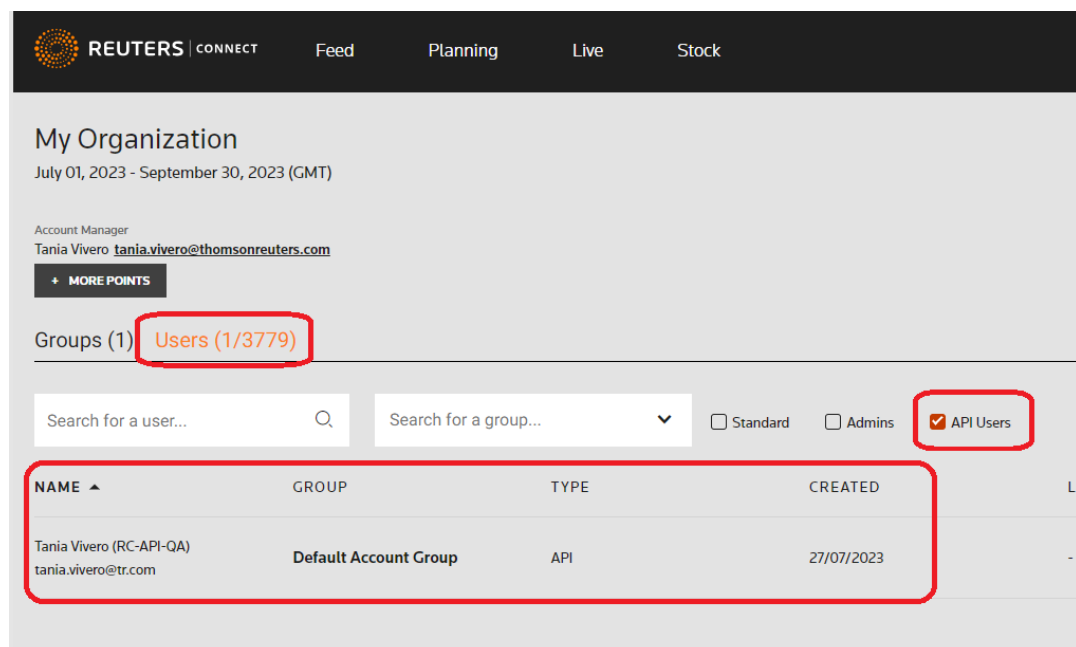 REUTERS | CONNECT Feed Planning Live Stock
My Organization
July 01, 2023 - September 30, 2023 (GMT)
Account Manager
Tania Vivero tania.vivero@thomsonreuters.com
+ MORE POINTS
Groups (1) Users (1/3779)
Search for a user... Search for a group... Standard Admins API Users
NAME GROUP TYPE CREATED L
Tania Vivero (RC-API-QA)
tania.vivero@tr.com
Default Account Group API 27/07/2023 -